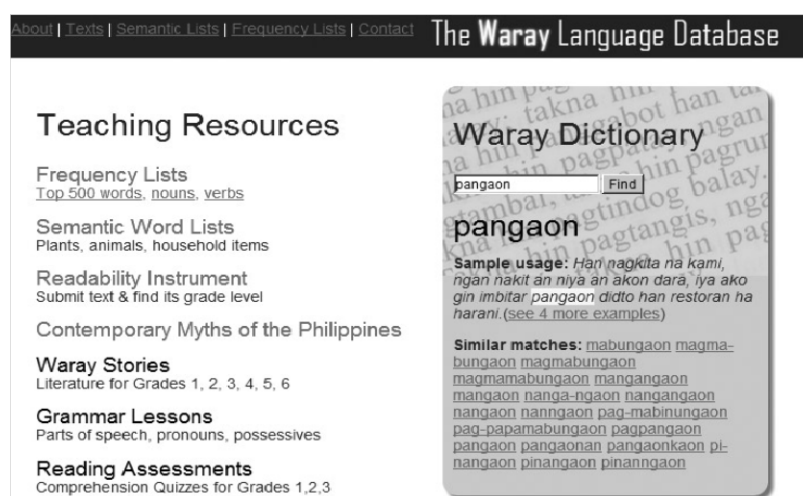 About | Texts | Semantic Lists | Frequency Lists | Contact
The Waray Language Database
Teaching Resources
Frequency Lists
Top 500 words, nouns, verbs
Semantic Word Lists
Plants, animals, household items
Readability Instrument
Submit text & find its grade level
Contemporary Myths of the Philippines
Waray Stories
Literature for Grades 1, 2, 3, 4, 5, 6
Grammar Lessons
Parts of speech, pronouns, possessives
Reading Assessments
Comprehension Quizzes for Grades 1,2,3
Waray Dictionary
pangaon Find
pangaon
Sample usage: Han nagkita na kami,
ngan nakit an niya an akon dara, iya ako
gin imbitar pangaon didto han restoran ha
harani.(see 4 more examples)
Similar matches: mabungaon magma-
bungaon magmabungaon
magmamabungaon mangangaon
mangaon nanga-ngaon nangangaon
nangaon nanngaon pag-mabinungaon
pag-papamabungaon pagpangaon
pangaon pangaonan pangaonkaon pi-
nangaon pinangaon pinanngaon